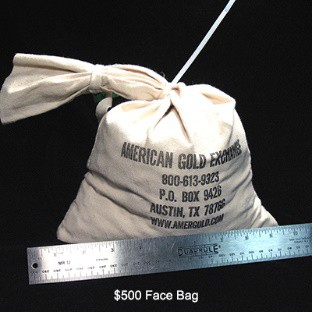 AMERICAN GOLD EXCHANGE
800-613-9323
P.O. BOX 9426
AUSTIN, TX 78766
WWW.AMERGOLD.COM
$500 Face Bag